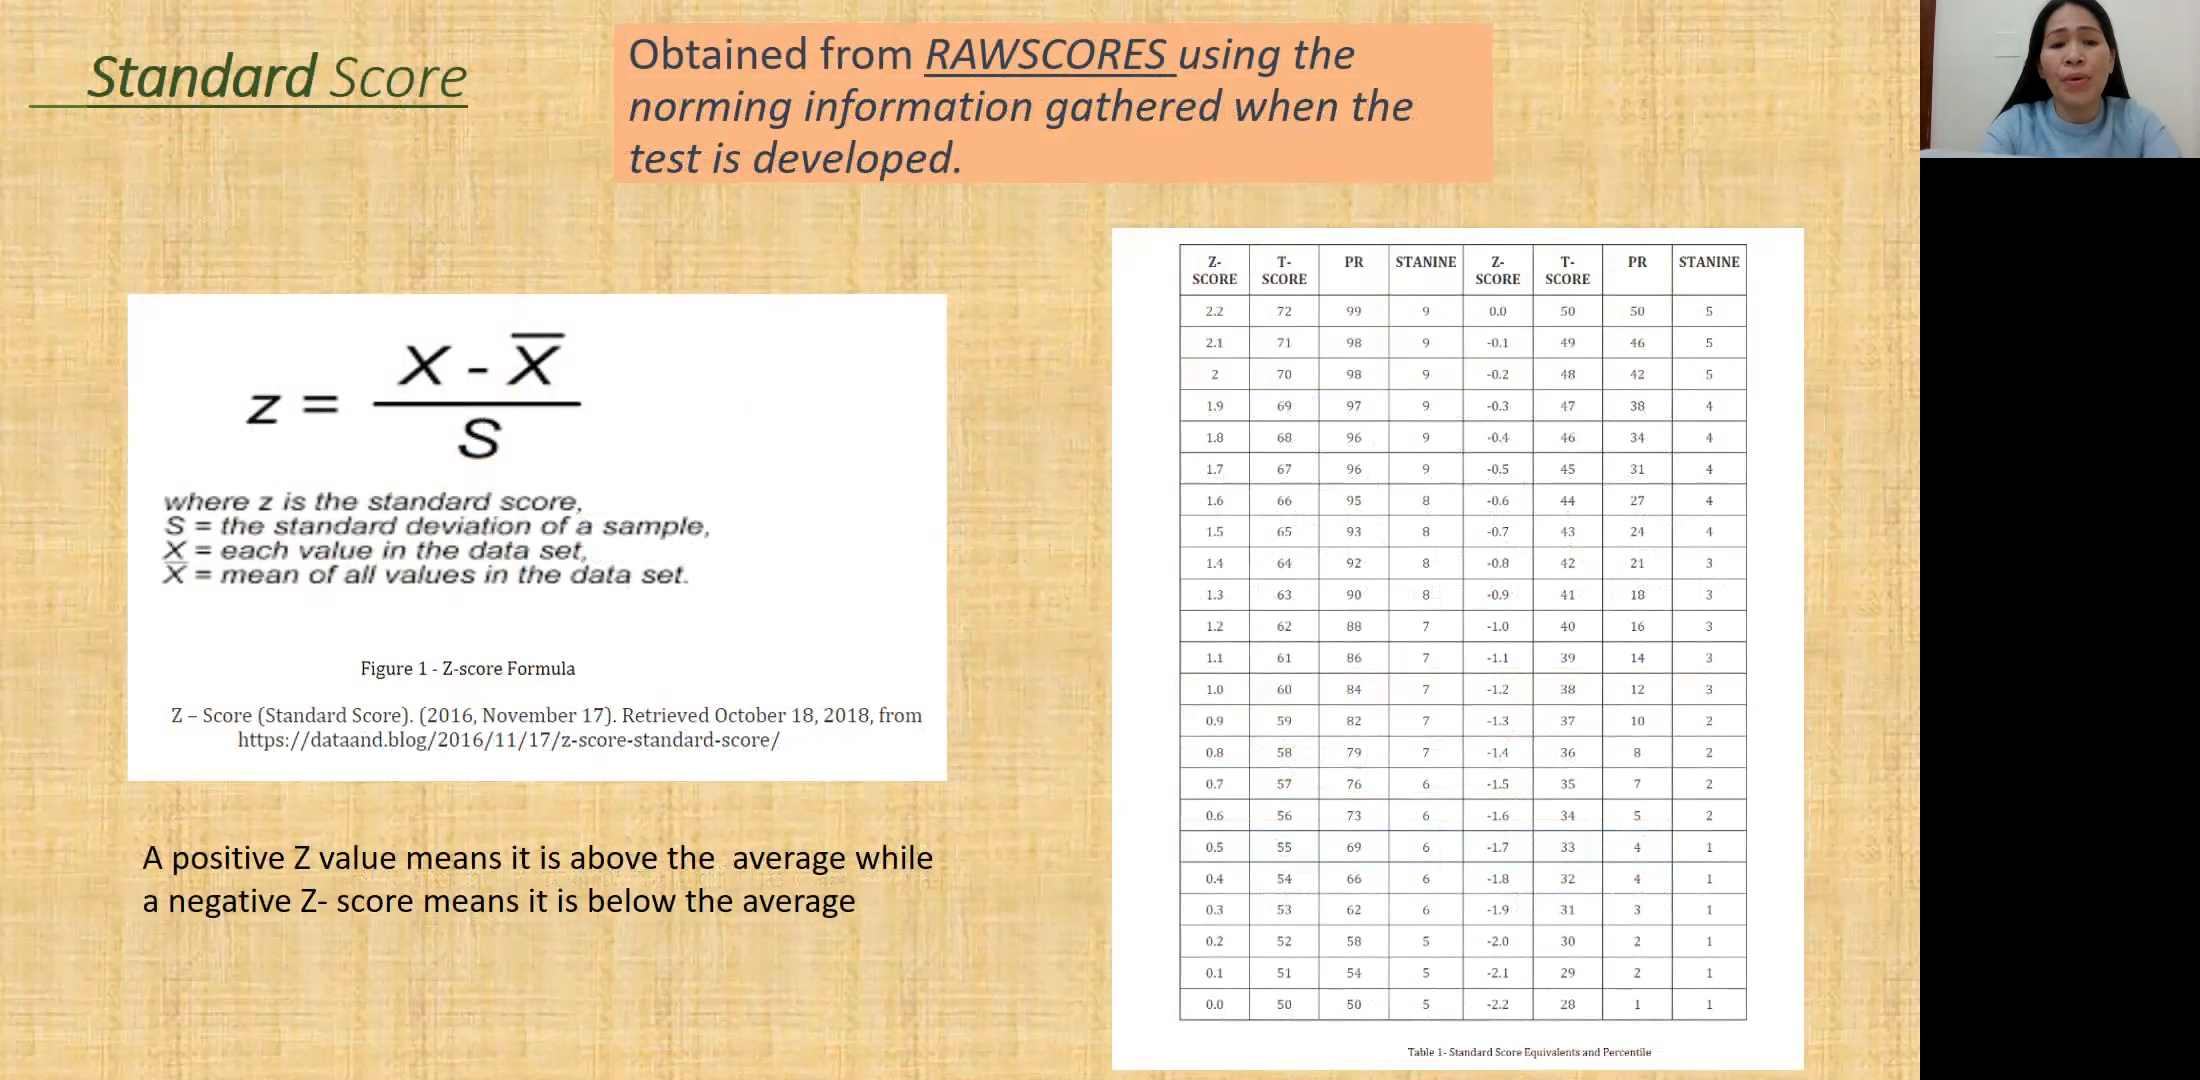 Standard Score
Obtained from RAWSCORES using the
norming information gathered when the
test is developed.
z = X - X̅
S
where z is the standard score,
S = the standard deviation of a sample,
X = each value in the data set,
X̅ = mean of all values in the data set.
Figure 1 - Z-score Formula
Z – Score (Standard Score). (2016, November 17). Retrieved October 18, 2018, from
https://dataand.blog/2016/11/17/z-score-standard-score/
A positive Z value means it is above the average while
a negative Z- score means it is below the average
Z-SCORE T-SCORE PR STANINE Z-SCORE T-SCORE PR STANINE
2.2 72 99 9 0.0 50 50 5
2.1 71 98 9 -0.1 49 46 5
2 70 98 9 -0.2 48 42 5
1.9 69 97 9 -0.3 47 38 4
1.8 68 96 9 -0.4 46 34 4
1.7 67 96 9 -0.5 45 31 4
1.6 66 95 8 -0.6 44 27 4
1.5 65 93 8 -0.7 43 24 4
1.4 64 92 8 -0.8 42 21 3
1.3 63 90 8 -0.9 41 18 3
1.2 62 88 7 -1.0 40 16 3
1.1 61 86 7 -1.1 39 14 3
1.0 60 84 7 -1.2 38 12 3
0.9 59 82 7 -1.3 37 10 2
0.8 58 79 7 -1.4 36 8 2
0.7 57 76 6 -1.5 35 7 2
0.6 56 73 6 -1.6 34 5 2
0.5 55 69 6 -1.7 33 4 1
0.4 54 66 6 -1.8 32 4 1
0.3 53 62 6 -1.9 31 3 1
0.2 52 58 5 -2.0 30 2 1
0.1 51 54 5 -2.1 29 2 1
0.0 50 50 5 -2.2 28 1 1
Table 1- Standard Score Equivalents and Percentile